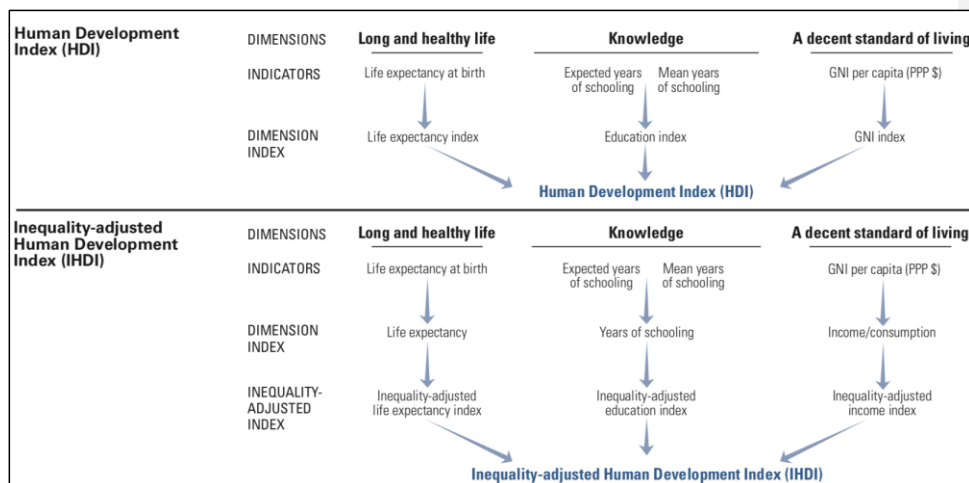 Human Development
Index (HDI)
DIMENSIONS
Long and healthy life
Knowledge
A decent standard of living
INDICATORS
Life expectancy at birth
Expected years
of schooling
Mean years
of schooling
GNI per capita (PPP $)
DIMENSION
INDEX
Life expectancy index
Education index
GNI index
Human Development Index (HDI)
Inequality-adjusted
Human Development
Index (IHDI)
DIMENSIONS
Long and healthy life
Knowledge
A decent standard of living
INDICATORS
Life expectancy at birth
Expected years
of schooling
Mean years
of schooling
GNI per capita (PPP $)
DIMENSION
INDEX
Life expectancy
Years of schooling
Income/consumption
INEQUALITY-
ADJUSTED
INDEX
Inequality-adjusted
life expectancy index
Inequality-adjusted
education index
Inequality-adjusted
income index
Inequality-adjusted Human Development Index (IHDI)